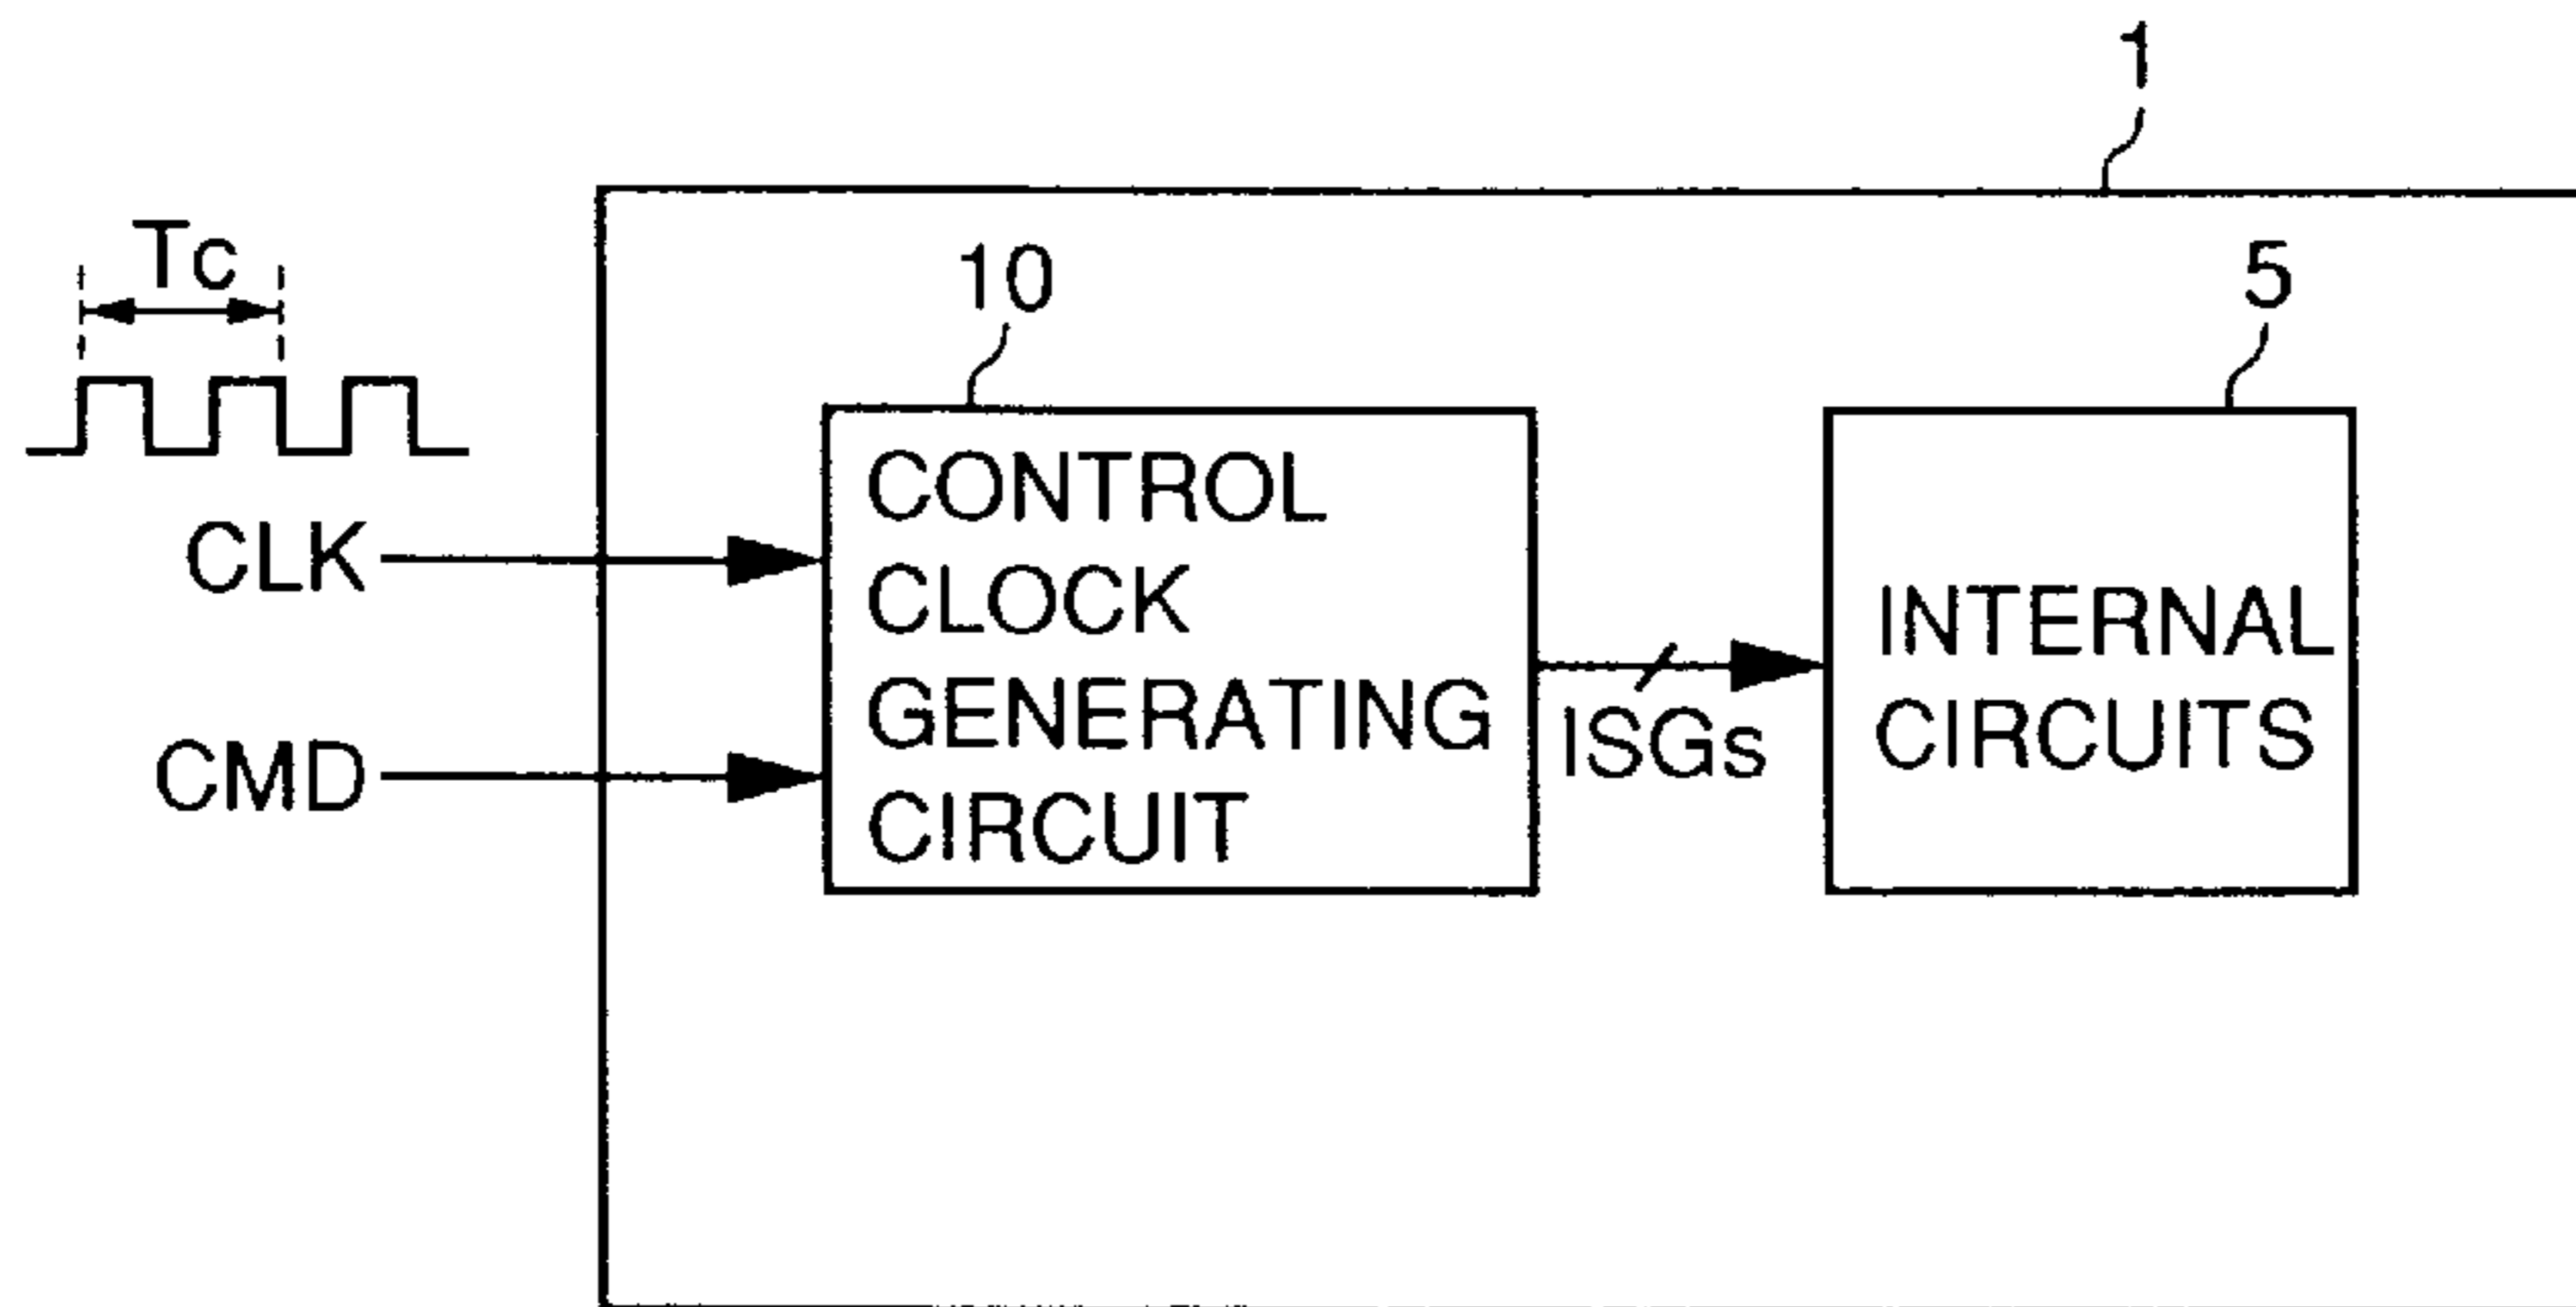 1
Tc
10
5
CLK
CMD
CONTROL
CLOCK
GENERATING
CIRCUIT
ISGs
INTERNAL
CIRCUITS